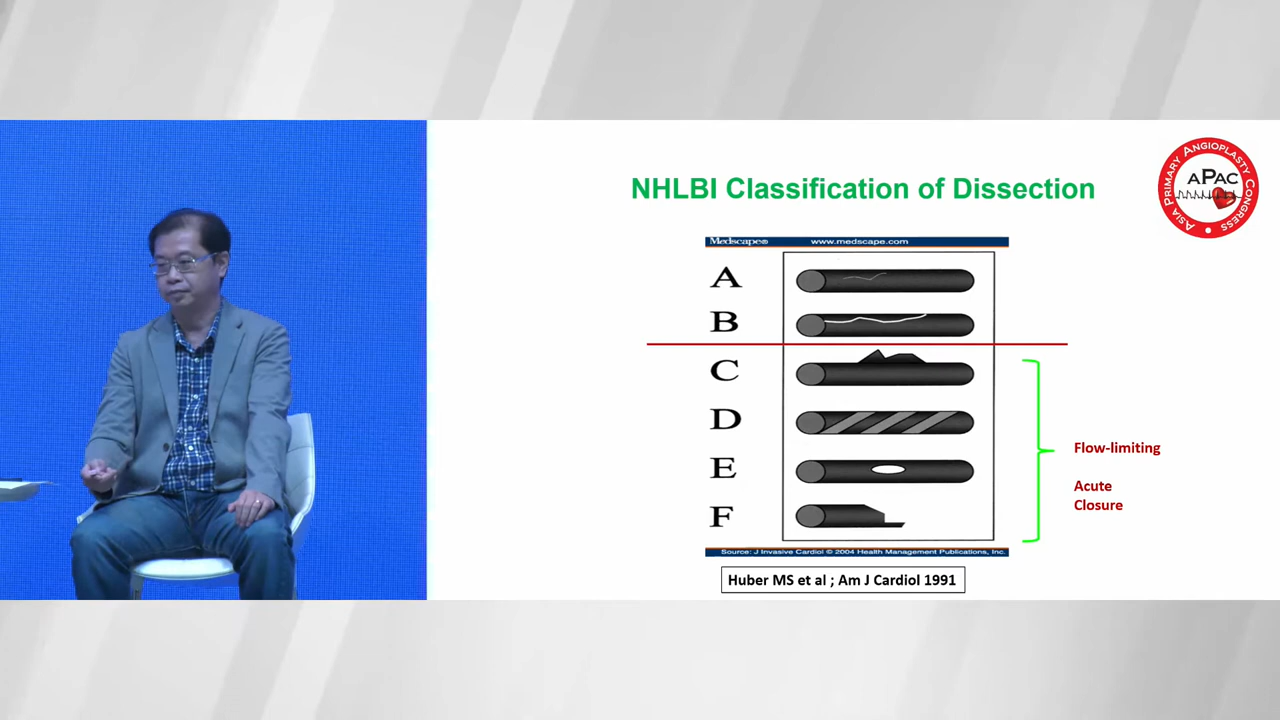 NHLBI Classification of Dissection
ASIA PRIMARY ANGIOPLASTY CONGRESS
aPAC
Medscape® www.medscape.com
A
B
C
D
E
F
Flow-limiting
Acute
Closure
Source: J Invasive Cardiol © 2004 Health Management Publications, Inc.
Huber MS et al ; Am J Cardiol 1991